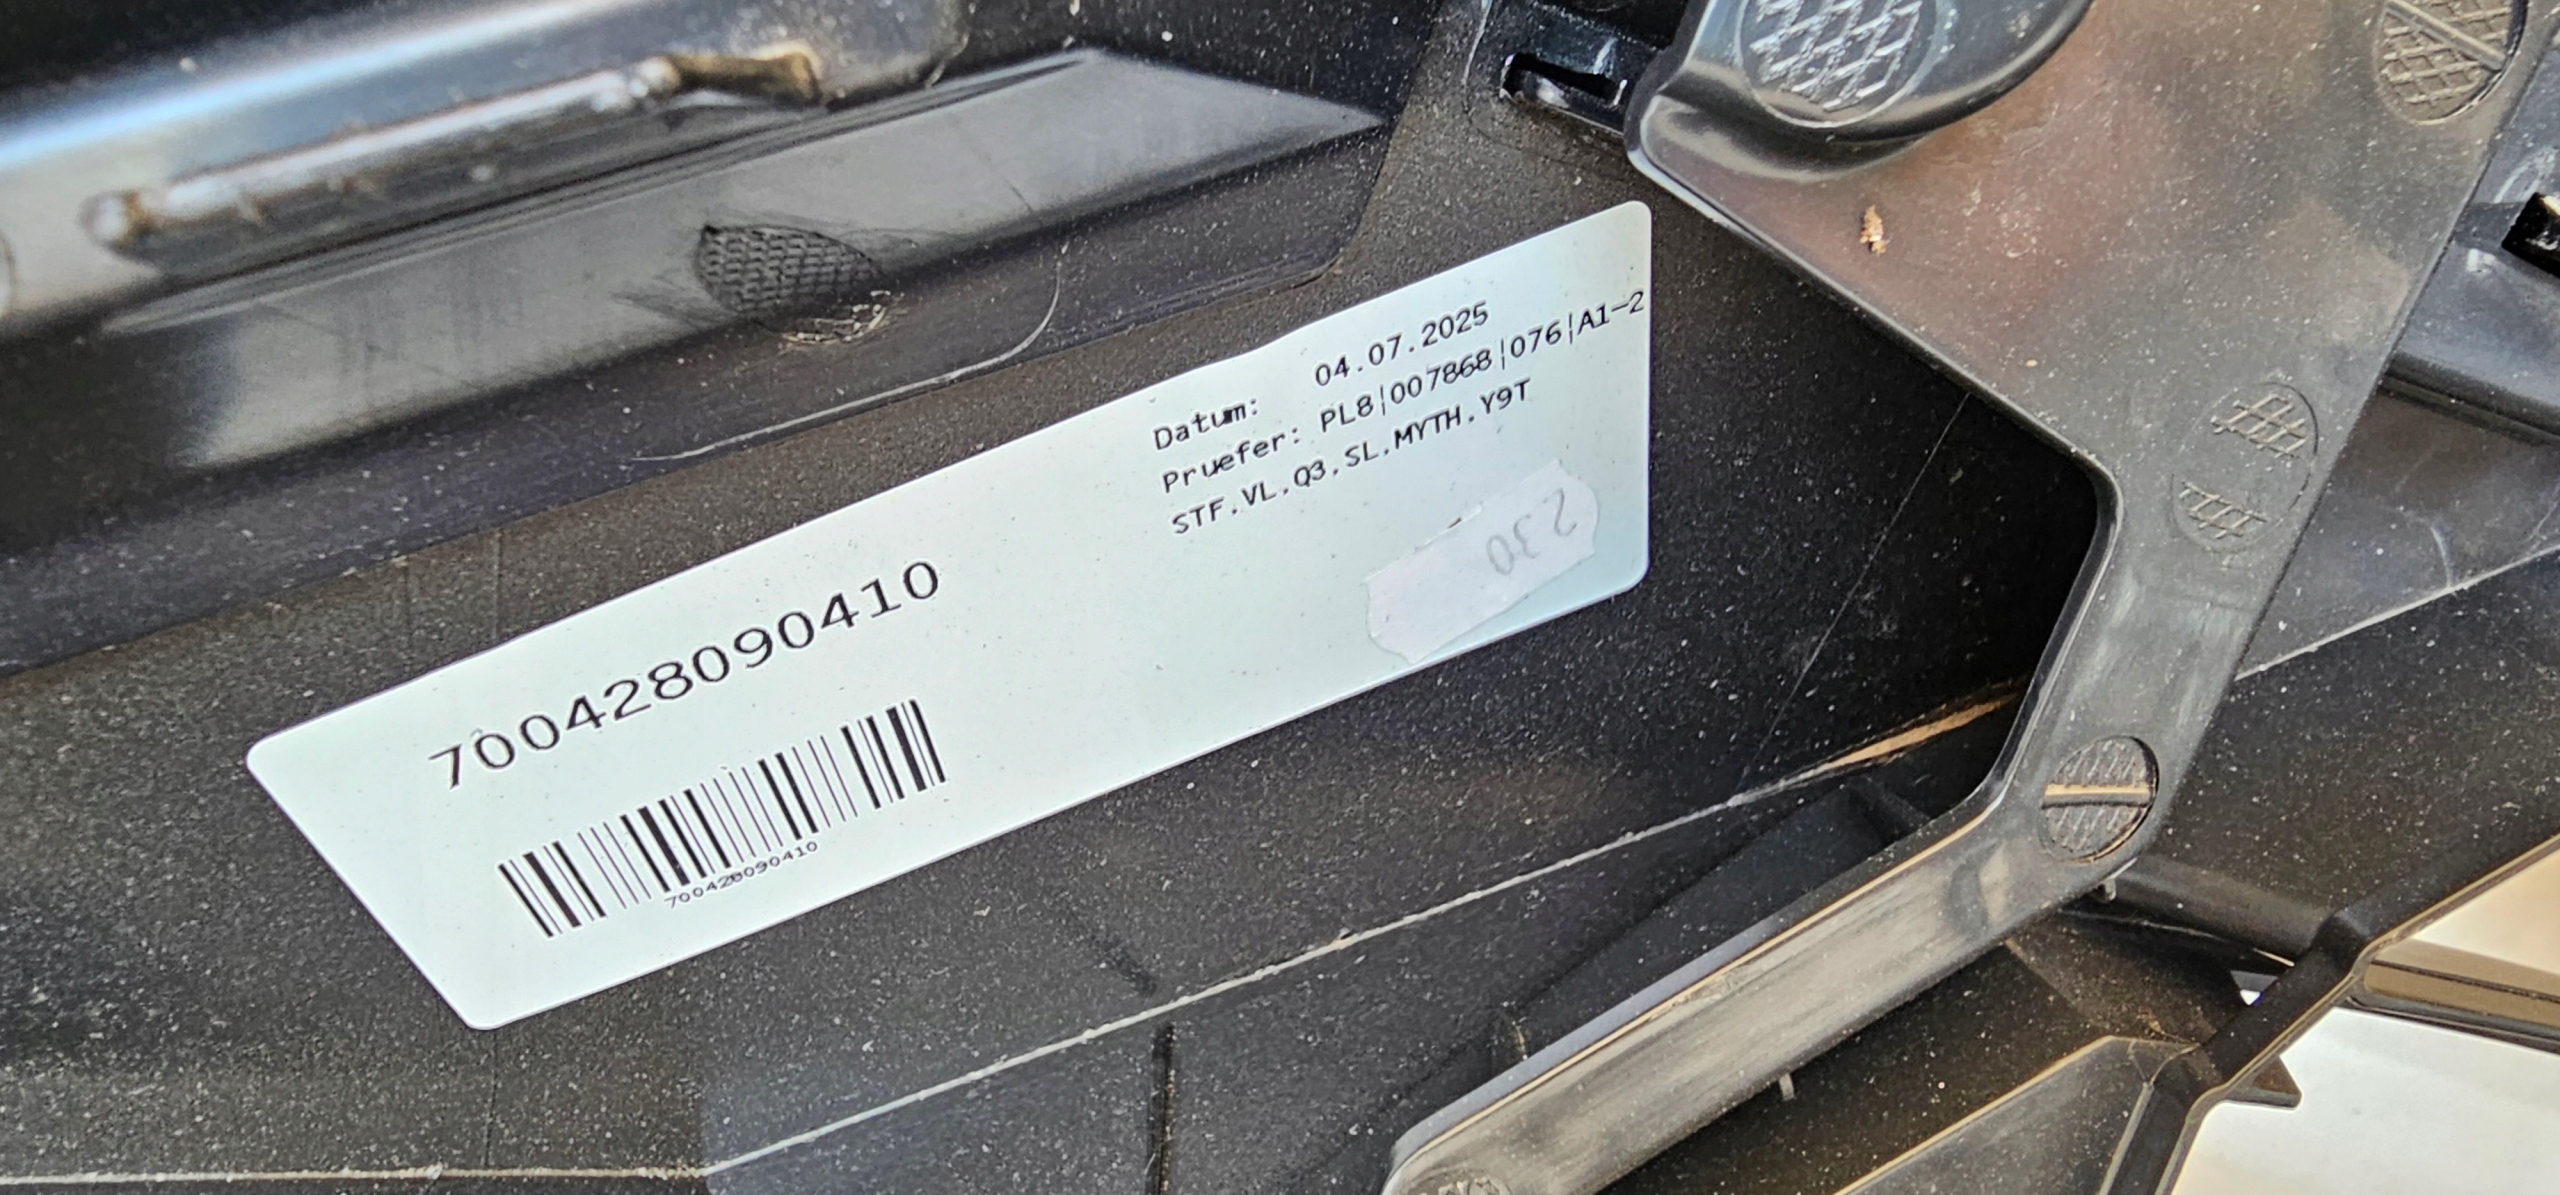 Datum: 04.07.2025
Pruefer: PL8|007868|076|A1-2
STF.VL.Q3.SL.MYTH.Y9T
700428090410
700428090410
230